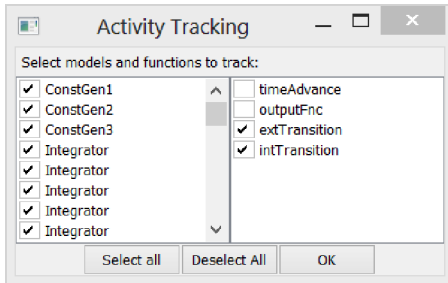 Activity Tracking
Select models and functions to track:
ConstGen1
ConstGen2
ConstGen3
Integrator
Integrator
Integrator
Integrator
Integrator
timeAdvance
outputFnc
extTransition
intTransition
Select all
Deselect All
OK